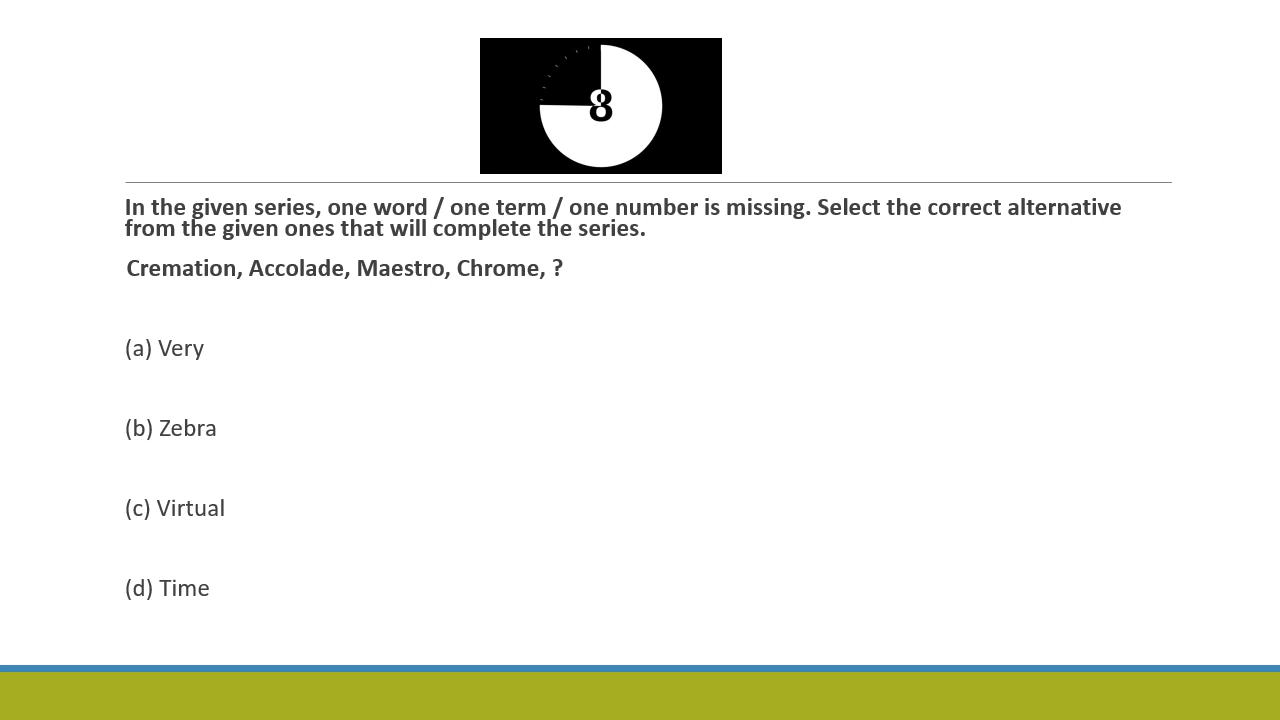 8
In the given series, one word / one term / one number is missing. Select the correct alternative
from the given ones that will complete the series.
Cremation, Accolade, Maestro, Chrome, ?
(a) Very
(b) Zebra
(c) Virtual
(d) Time